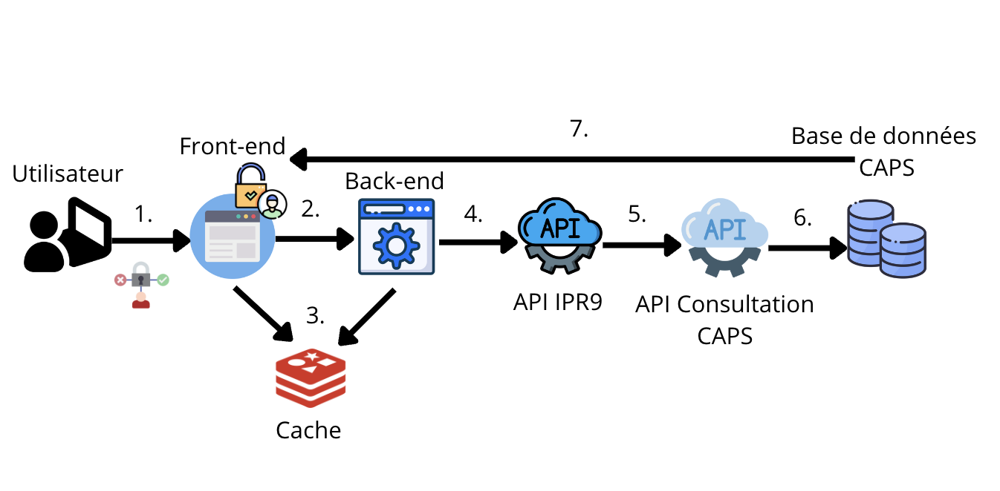 7.
Base de données
CAPS
Front-end
Utilisateur
Back-end
1.
2.
4.
5.
6.
API
API
API IPR9
API Consultation
CAPS
3.
Cache